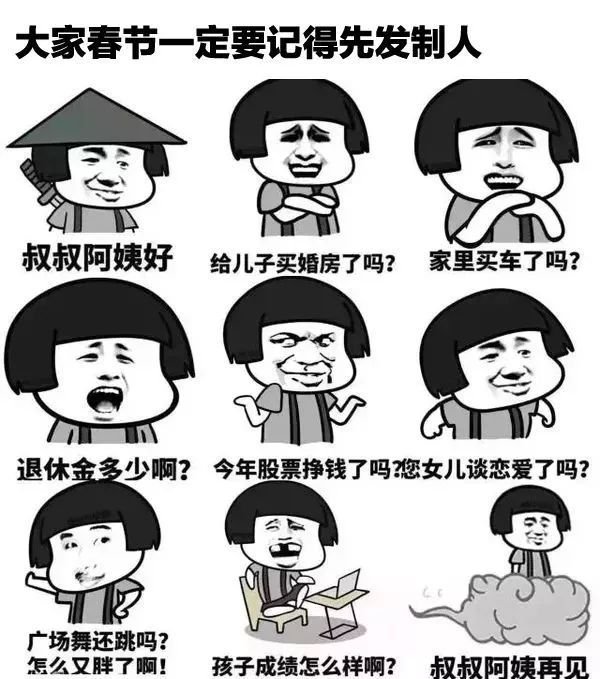 大家春节一定要记得先发制人
叔叔阿姨好
给儿子买婚房了吗?
家里买车了吗?
退休金多少啊?
今年股票挣钱了吗?
您女儿谈恋爱了吗?
广场舞还跳吗?
怎么又胖了啊!
孩子成绩怎么样啊?
叔叔阿姨再见